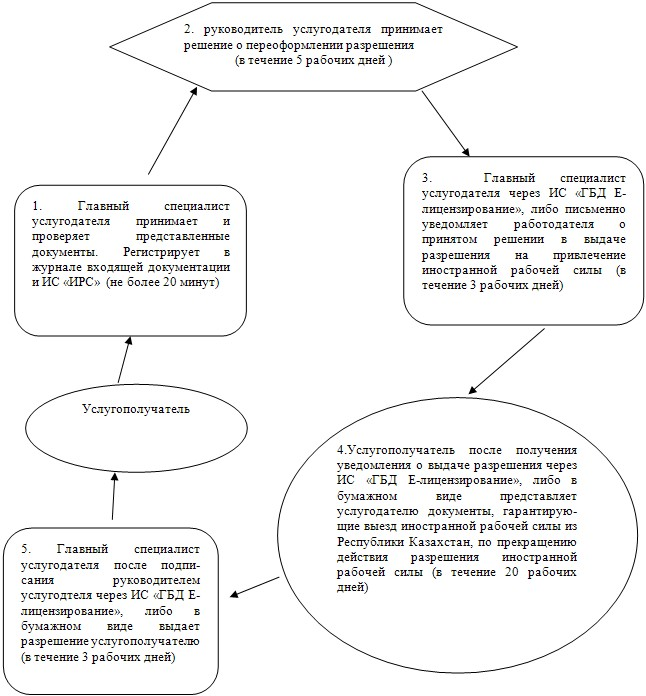 2. руководитель услугодателя принимает
решение о переоформлении разрешения
(в течение 5 рабочих дней )
1. Главный специалист
услугодателя принимает и
проверяет представленные
документы. Регистрирует в
журнале входящей документации
и ИС «ИРС» (не более 20 минут)
3. Главный специалист
услугодателя через ИС «ГБД Е-
лицензирование», либо письменно
уведомляет работодателя о
принятом решении в выдаче
разрешения на привлечение
иностранной рабочей силы (в
течение 3 рабочих дней)
Услугополучатель
4.Услугополучатель после получения
уведомления о выдаче разрешения через
ИС «ГБД Е-лицензирование», либо в
бумажном виде представляет
услугодателю документы, гарантирую-
щие выезд иностранной рабочей силы из
Республики Казахстан, по прекращению
действия разрешения иностранной
рабочей силы (в течение 20 рабочих
дней)
5. Главный специалист
услугодателя после подпи-
сания руководителем
услугодтеля через ИС «ГБД Е-
лицензирование», либо в
бумажном виде выдает
разрешение услугополучателю
(в течение 3 рабочих дней)